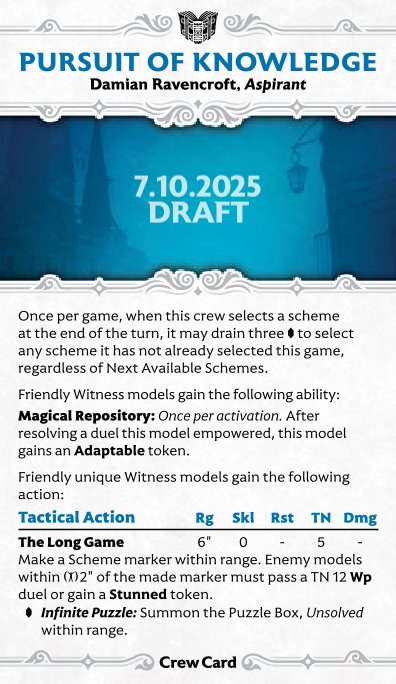 PURSUIT OF KNOWLEDGE
Damian Ravencroft, Aspirant
7.10.2025
DRAFT
Once per game, when this crew selects a scheme
at the end of the turn, it may drain three to select
any scheme it has not already selected this game,
regardless of Next Available Schemes.
Friendly Witness models gain the following ability:
Magical Repository: Once per activation. After
resolving a duel this model empowered, this model
gains an Adaptable token.
Friendly unique Witness models gain the following
action:
Tactical Action Rg Skl Rst TN Dmg
The Long Game 6" 0 - 5 -
Make a Scheme marker within range. Enemy models
within 2" of the made marker must pass a TN 12 Wp
duel or gain a Stunned token.
Infinite Puzzle: Summon the Puzzle Box, Unsolved
within range.
Crew Card